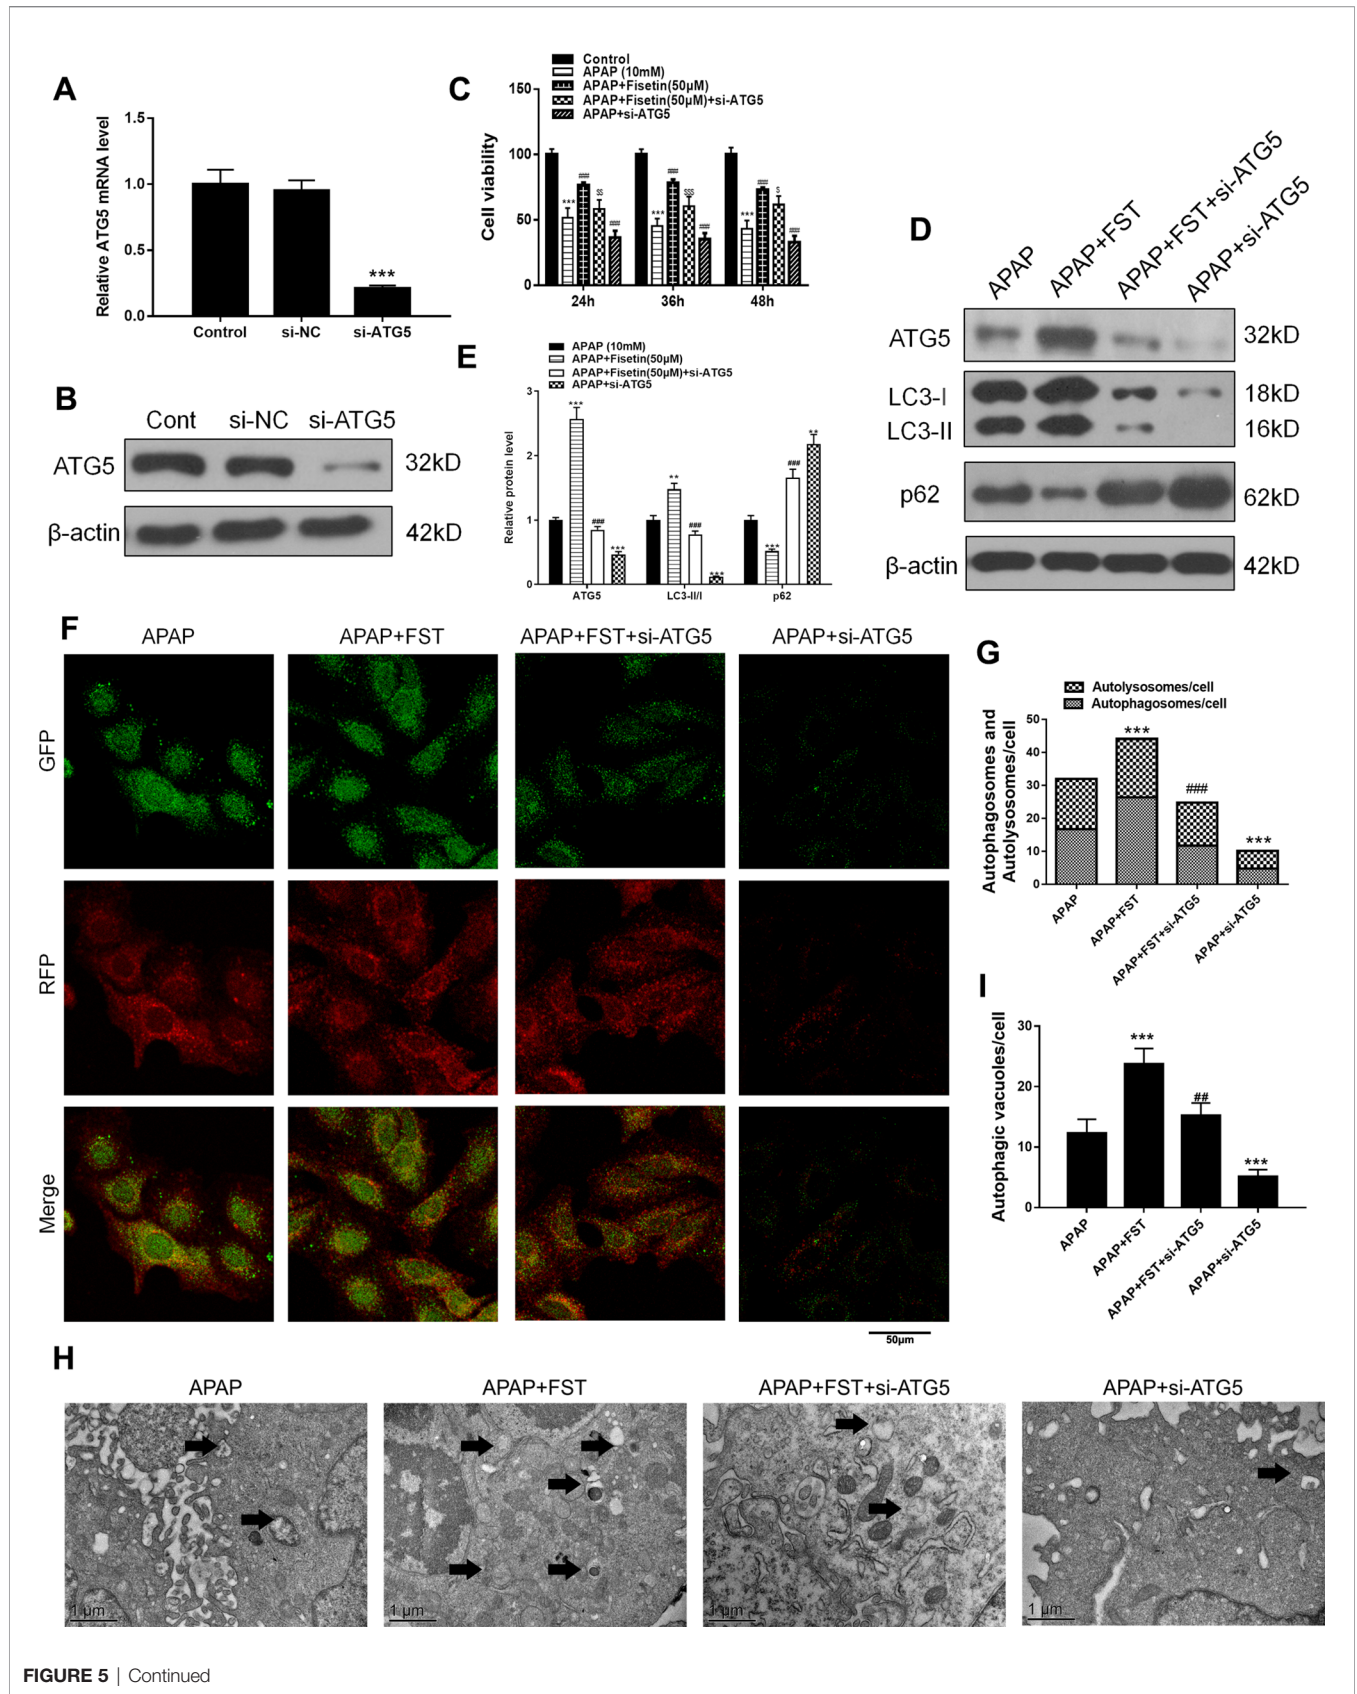 A
Relative ATG5 mRNA level
1.5
1.0
0.5
0.0
***
Control
si-NC
si-ATG5
B
Cont
si-NC
si-ATG5
ATG5
32kD
β-actin
42kD
C
Control
APAP (10mM)
APAP+Fisetin(50μM)
APAP+Fisetin(50μM)+si-ATG5
APAP+si-ATG5
Cell viability
150
100
50
0
***
###
$$
###
***
###
$$$
###
***
###
$
###
24h
36h
48h
D
APAP
APAP+FST
APAP+FST+si-ATG5
APAP+si-ATG5
ATG5
32kD
LC3-I
18kD
LC3-II
16kD
p62
62kD
β-actin
42kD
E
APAP (10mM)
APAP+Fisetin(50μM)
APAP+Fisetin(50μM)+si-ATG5
APAP+si-ATG5
Relative protein level
3
2
1
0
***
###
***
**
###
***
***
###
**
ATG5
LC3-II/I
p62
F
APAP
APAP+FST
APAP+FST+si-ATG5
APAP+si-ATG5
GFP
RFP
Merge
50μm
G
Autolysosomes/cell
Autophagosomes/cell
Autophagosomes and
Autolysosomes/cell
50
40
30
20
10
0
***
###
***
APAP
APAP+FST
APAP+FST+si-ATG5
APAP+si-ATG5
I
Autophagic vacuoles/cell
30
20
10
0
***
##
***
APAP
APAP+FST
APAP+FST+si-ATG5
APAP+si-ATG5
H
APAP
APAP+FST
APAP+FST+si-ATG5
APAP+si-ATG5
1 μm
1 μm
1 μm
1 μm
FIGURE 5 | Continued